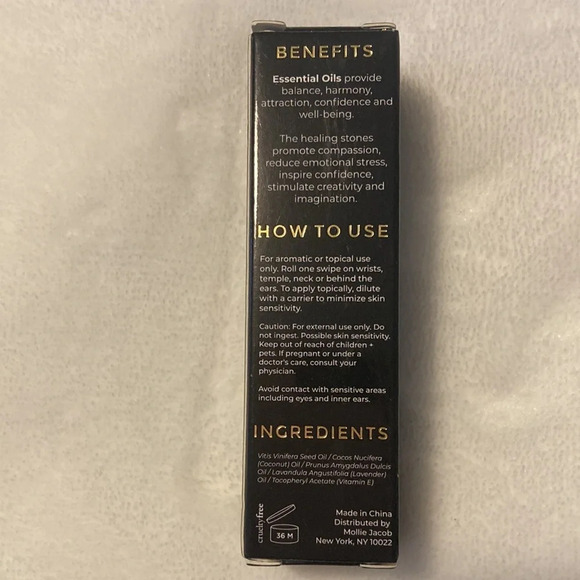 BENEFITS
Essential Oils provide
balance, harmony,
attraction, confidence and
well-being.
The healing stones
promote compassion,
reduce emotional stress,
inspire confidence,
stimulate creativity and
imagination.
HOW TO USE
For aromatic or topical use
only. Roll one swipe on wrists,
temple, neck or behind the
ears. To apply topically, dilute
with a carrier to minimize skin
sensitivity.
Caution: For external use only. Do
not ingest. Possible skin sensitivity.
Keep out of reach of children +
pets. If pregnant or under a
doctor's care, consult your
physician.
Avoid contact with sensitive areas
including eyes and inner ears.
INGREDIENTS
Vitis Vinifera Seed Oil / Cocos Nucifera
(Coconut) Oil / Prunus Amygdalus Dulcis
Oil / Lavandula Angustifolia (Lavender)
Oil / Tocopheryl Acetate (Vitamin E)
crueltyfree
36 M
Made in China
Distributed by
Mollie Jacob
New York, NY 10022